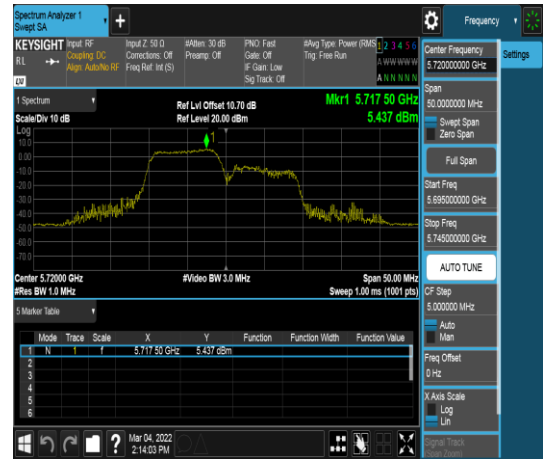 Spectrum Analyzer 1
Swept SA
+
Frequency
KEYSIGHT
RL
LXI
Input: RF
Coupling: DC
Align: Auto/No RF
Input Z: 50 Ω
Corrections: Off
Freq Ref: Int (S)
#Atten: 30 dB
Preamp: Off
PNO: Fast
Gate: Off
IF Gain: Low
Sig Track: Off
#Avg Type: Power (RMS)
Trig: Free Run
1 2 3 4 5 6
A WWWWW
A N N N N N
1 Spectrum
Scale/Div 10 dB
Ref Lvl Offset 10.70 dB
Ref Level 20.00 dBm
Mkr1 5.717 50 GHz
5.437 dBm
Log
10.0
0.00
-10.0
-20.0
-30.0
-40.0
-50.0
-60.0
-70.0
1
Center 5.72000 GHz
#Res BW 1.0 MHz
#Video BW 3.0 MHz
Span 50.00 MHz
Sweep 1.00 ms (1001 pts)
5 Marker Table
Mode Trace Scale X Y Function Function Width Function Value
1 N 1 f 5.717 50 GHz 5.437 dBm
2
3
4
5
6
Mar 04, 2022
2:14:03 PM
Settings
Center Frequency
5.720000000 GHz
Span
50.0000000 MHz
Swept Span
Zero Span
Full Span
Start Freq
5.695000000 GHz
Stop Freq
5.745000000 GHz
AUTO TUNE
CF Step
5.000000 MHz
Auto
Man
Freq Offset
0 Hz
X Axis Scale
Log
Lin
Signal Track
(Span Zoom)